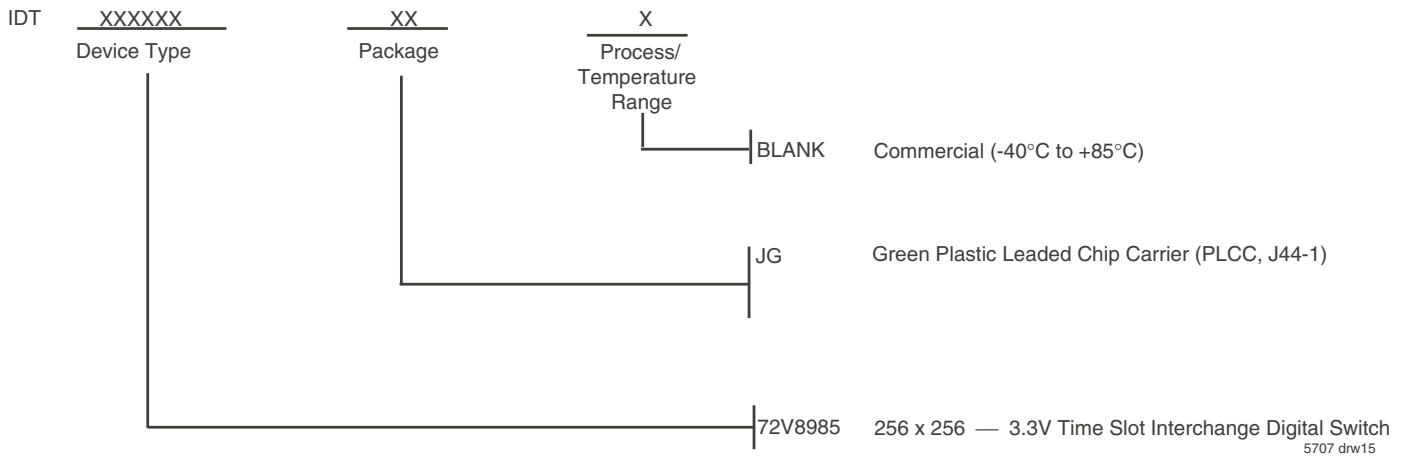 IDT XXXXXX XX X
Device Type Package Process/
Temperature
Range
BLANK Commercial (-40°C to +85°C)
JG Green Plastic Leaded Chip Carrier (PLCC, J44-1)
72V8985 256 x 256 — 3.3V Time Slot Interchange Digital Switch
5707 drw15